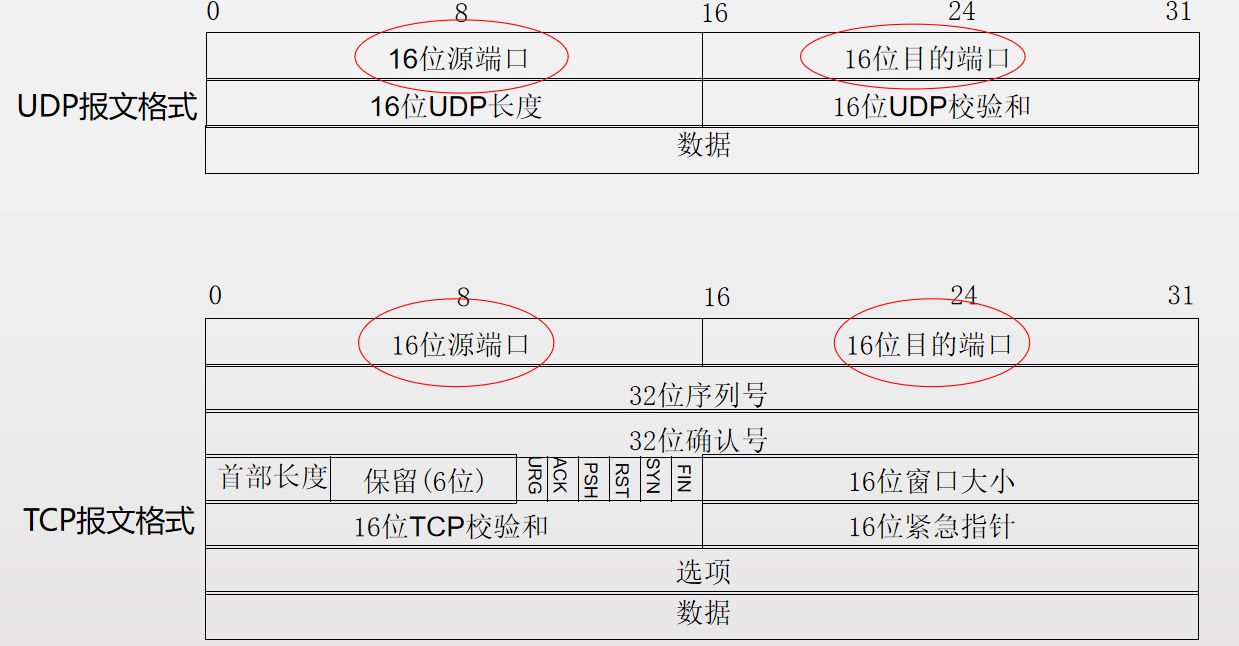 0 8 16 24 31
16位源端口 16位目的端口
UDP报文格式 16位UDP长度 16位UDP校验和
数据
0 8 16 24 31
16位源端口 16位目的端口
32位序列号
32位确认号
首部长度 保留(6位) URG ACK PSH RST SYN FIN 16位窗口大小
TCP报文格式 16位TCP校验和 16位紧急指针
选项
数据